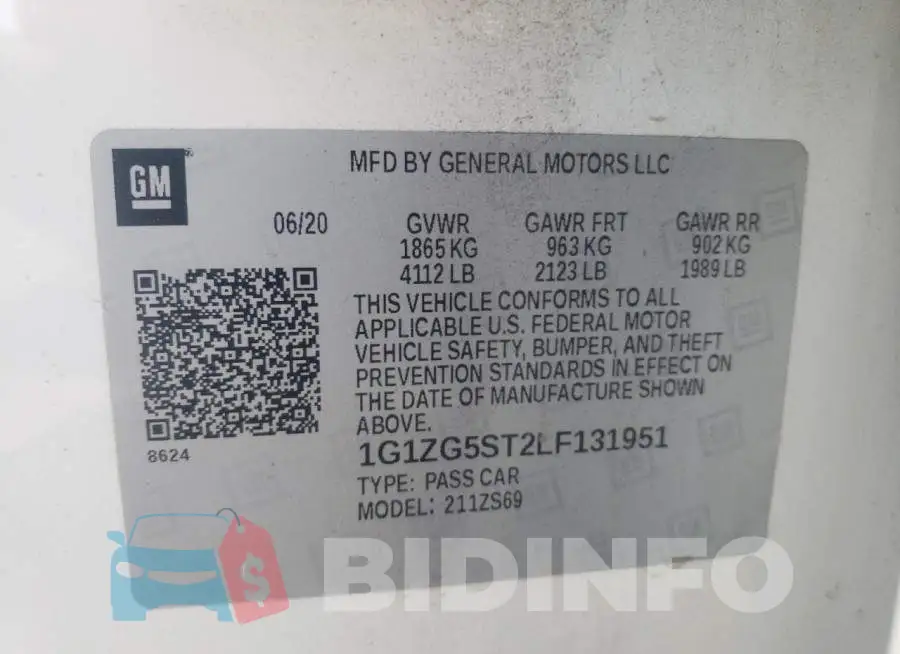 GM
MFD BY GENERAL MOTORS LLC
06/20 GVWR GAWR FRT GAWR RR
1865 KG 963 KG 902 KG
4112 LB 2123 LB 1989 LB
THIS VEHICLE CONFORMS TO ALL
APPLICABLE U.S. FEDERAL MOTOR
VEHICLE SAFETY, BUMPER, AND THEFT
PREVENTION STANDARDS IN EFFECT ON
THE DATE OF MANUFACTURE SHOWN
ABOVE.
8624
1G1ZG5ST2LF131951
TYPE: PASS CAR
MODEL: 211ZS69
$ BIDINFO